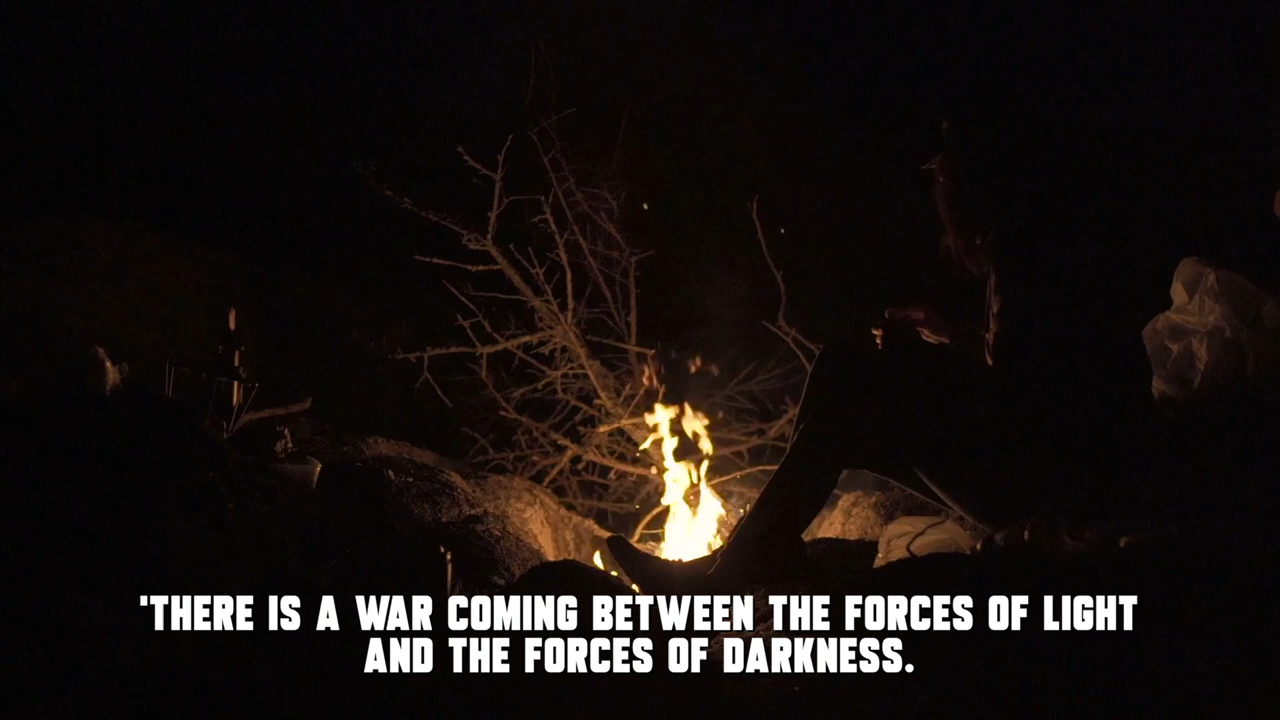 'THERE IS A WAR COMING BETWEEN THE FORCES OF LIGHT
AND THE FORCES OF DARKNESS.